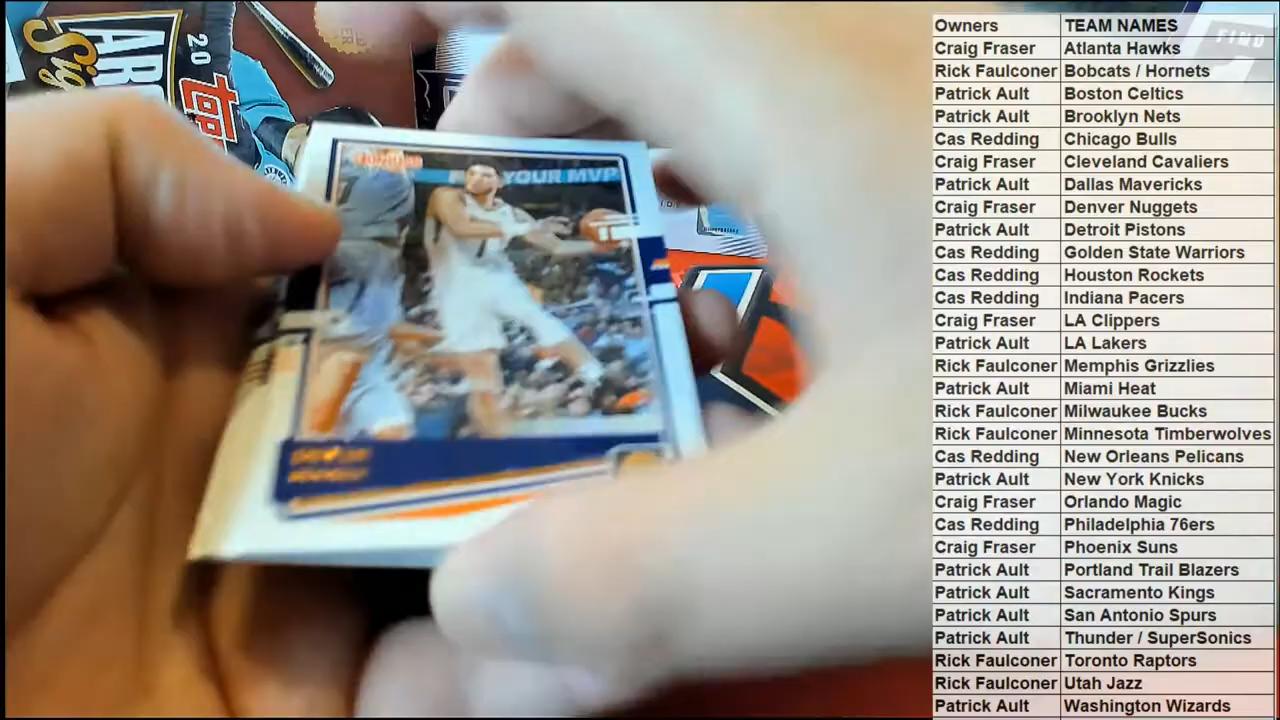 20
topps
FIND
YOUR MVP
DONRUSS
Owners TEAM NAMES
Craig Fraser Atlanta Hawks
Rick Faulconer Bobcats / Hornets
Patrick Ault Boston Celtics
Patrick Ault Brooklyn Nets
Cas Redding Chicago Bulls
Craig Fraser Cleveland Cavaliers
Patrick Ault Dallas Mavericks
Craig Fraser Denver Nuggets
Patrick Ault Detroit Pistons
Cas Redding Golden State Warriors
Cas Redding Houston Rockets
Cas Redding Indiana Pacers
Craig Fraser LA Clippers
Patrick Ault LA Lakers
Rick Faulconer Memphis Grizzlies
Patrick Ault Miami Heat
Rick Faulconer Milwaukee Bucks
Rick Faulconer Minnesota Timberwolves
Cas Redding New Orleans Pelicans
Patrick Ault New York Knicks
Craig Fraser Orlando Magic
Cas Redding Philadelphia 76ers
Craig Fraser Phoenix Suns
Patrick Ault Portland Trail Blazers
Patrick Ault Sacramento Kings
Patrick Ault San Antonio Spurs
Patrick Ault Thunder / SuperSonics
Rick Faulconer Toronto Raptors
Rick Faulconer Utah Jazz
Patrick Ault Washington Wizards